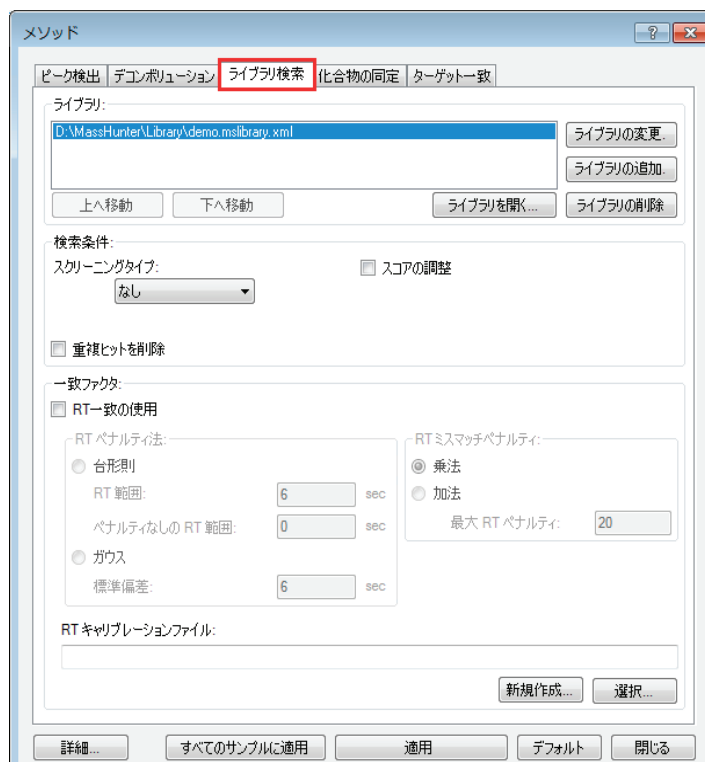 メソッド
ピーク検出 デコンボリューション ライブラリ検索 化合物の同定 ターゲット一致
ライブラリ:
D:\MassHunter\Library\demo.mslibrary.xml
ライブラリの変更.
ライブラリの追加.
上へ移動 下へ移動 ライブラリを開く... ライブラリの削除
検索条件:
スクリーニングタイプ: スコアの調整
なし
重複ヒットを削除
一致ファクタ:
RT一致の使用
RT ペナルティ法: RTミスマッチペナルティ:
台形則 乗法
RT 範囲: 6 sec 加法
ペナルティなしの RT 範囲: 0 sec 最大 RT ペナルティ: 20
ガウス
標準偏差: 6 sec
RT キャリブレーションファイル:
新規作成... 選択...
詳細... すべてのサンプルに適用 適用 デフォルト 閉じる